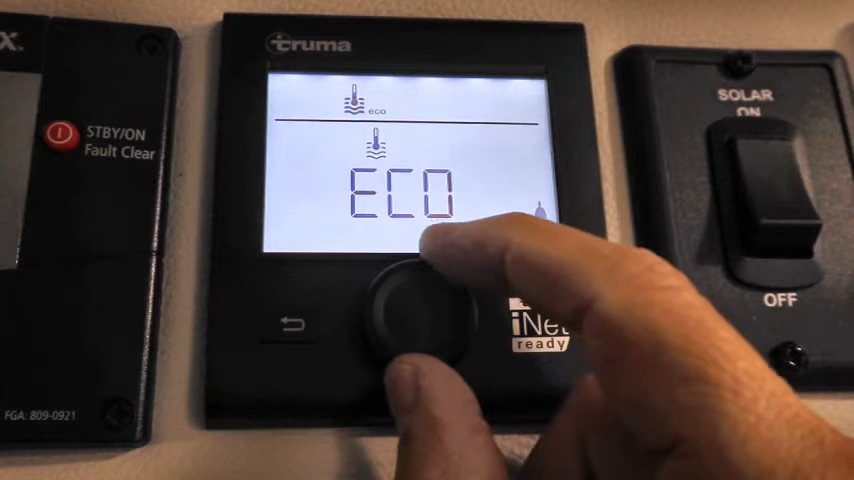 X
STBY/ON
Fault Clear
FGA: 809-0921
truma
eco
ECO
iNet
ready
SOLAR
ON
OFF